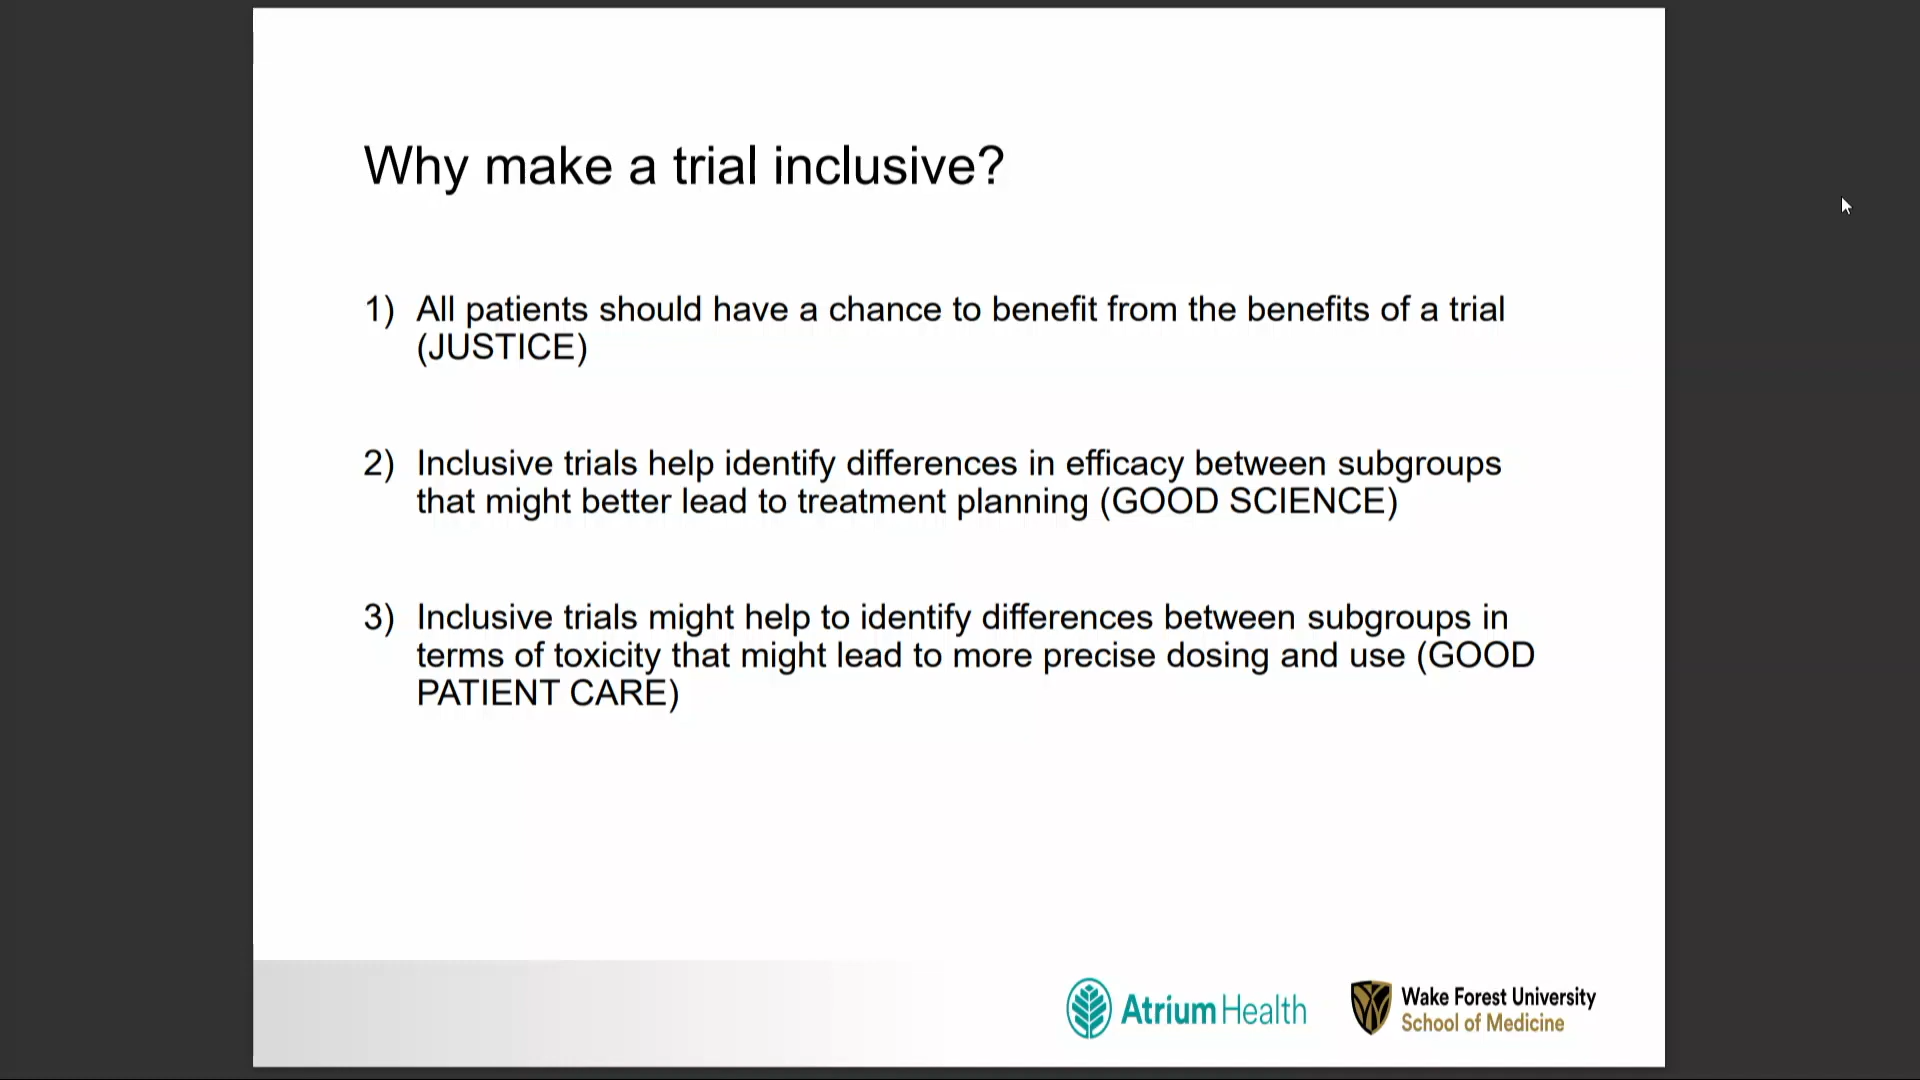 Why make a trial inclusive?
1) All patients should have a chance to benefit from the benefits of a trial
(JUSTICE)
2) Inclusive trials help identify differences in efficacy between subgroups
that might better lead to treatment planning (GOOD SCIENCE)
3) Inclusive trials might help to identify differences between subgroups in
terms of toxicity that might lead to more precise dosing and use (GOOD
PATIENT CARE)
Atrium Health
Wake Forest University
School of Medicine